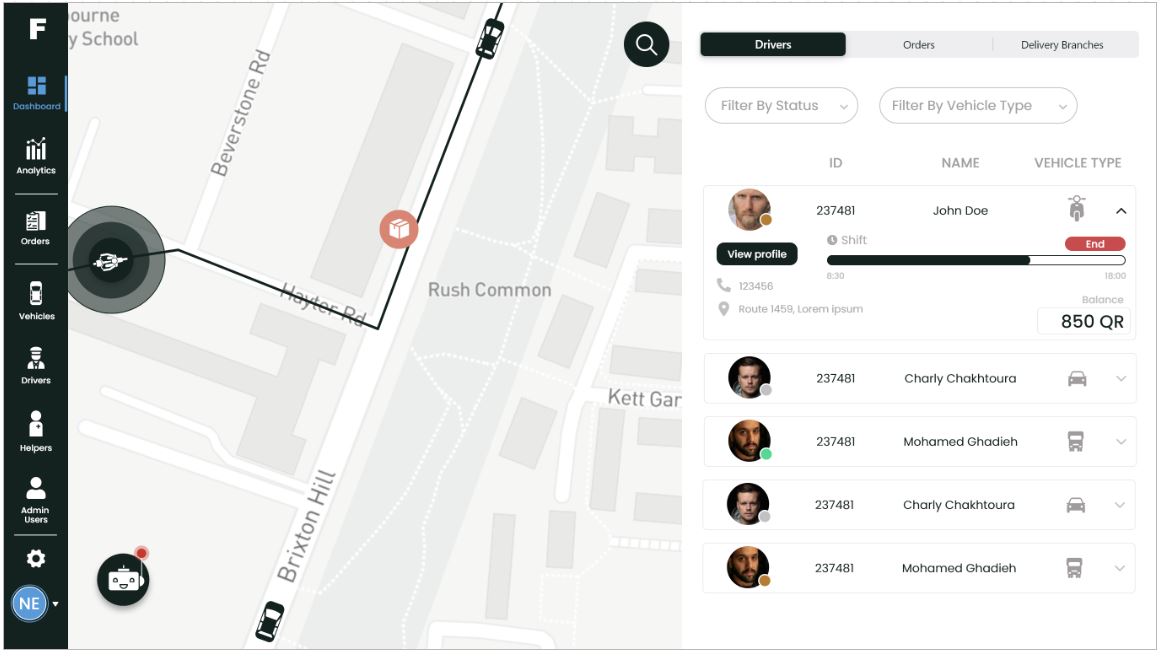 F
Dashboard
Analytics
Orders
Vehicles
Drivers
Helpers
Admin
Users
NE
bourne
y School
Beverstone Rd
Hayter Rd
Rush Common
Kett Gar
Brixton Hill
Drivers
Orders
Delivery Branches
Filter By Status
Filter By Vehicle Type
ID NAME VEHICLE TYPE
237481 John Doe
Shift
End
View profile
8:30 18:00
123456
Route 1459, Lorem ipsum
Balance
850 QR
237481 Charly Chakhtoura
237481 Mohamed Ghadieh
237481 Charly Chakhtoura
237481 Mohamed Ghadieh